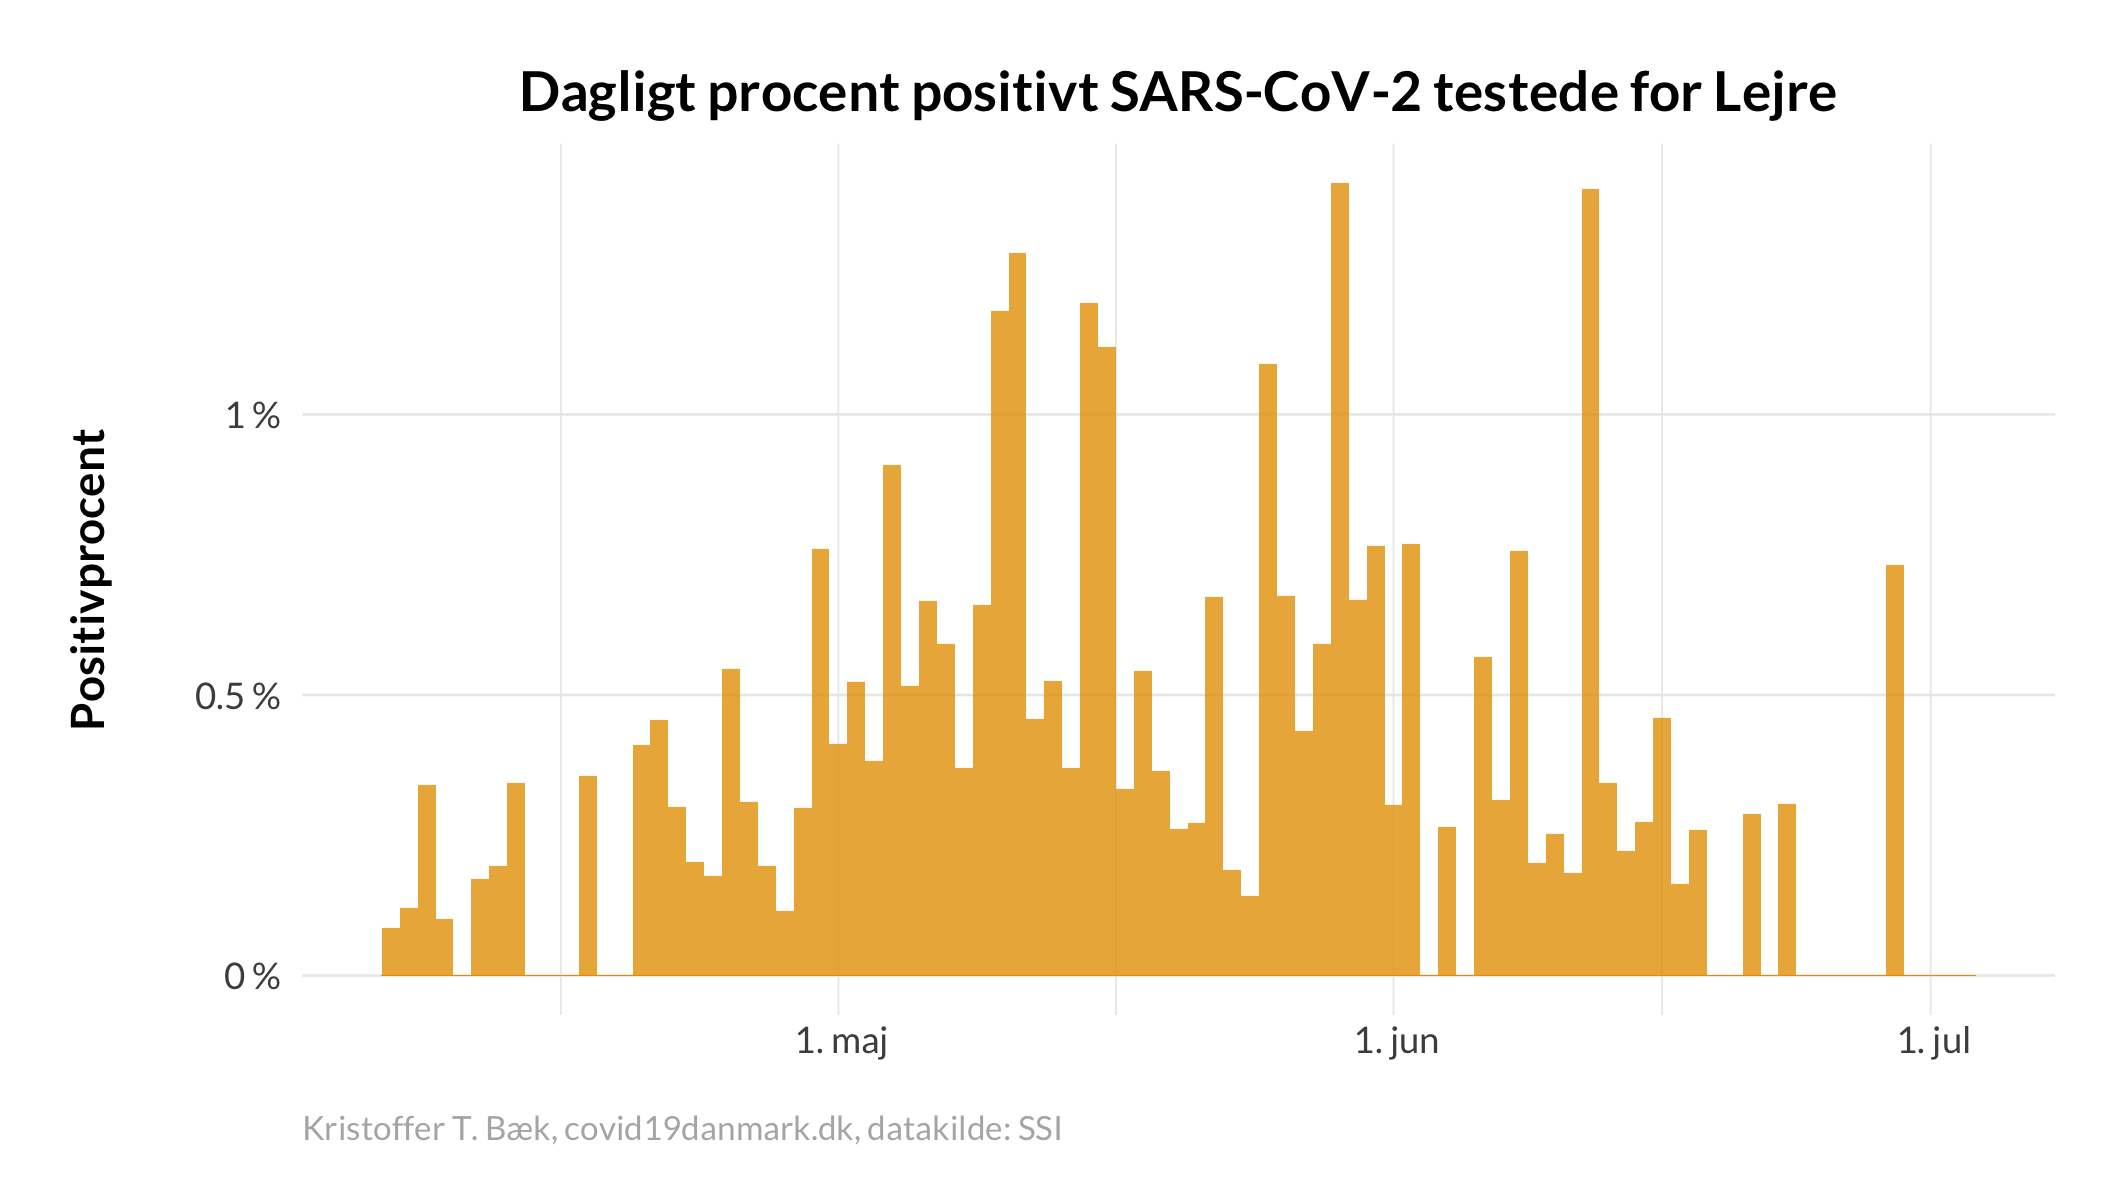 Dagligt procent positivt SARS-CoV-2 testede for Lejre
Positivprocent
1 %
0.5 %
0 %
1. maj
1. jun
1. jul
Kristoffer T. Bæk, covid19danmark.dk, datakilde: SSI